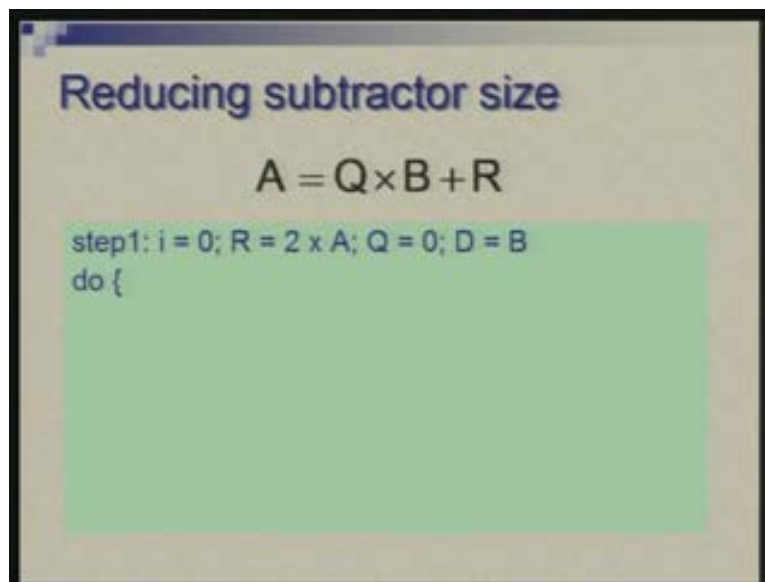 Reducing subtractor size
A = Q × B + R
step1: i = 0; R = 2 x A; Q = 0; D = B
do {